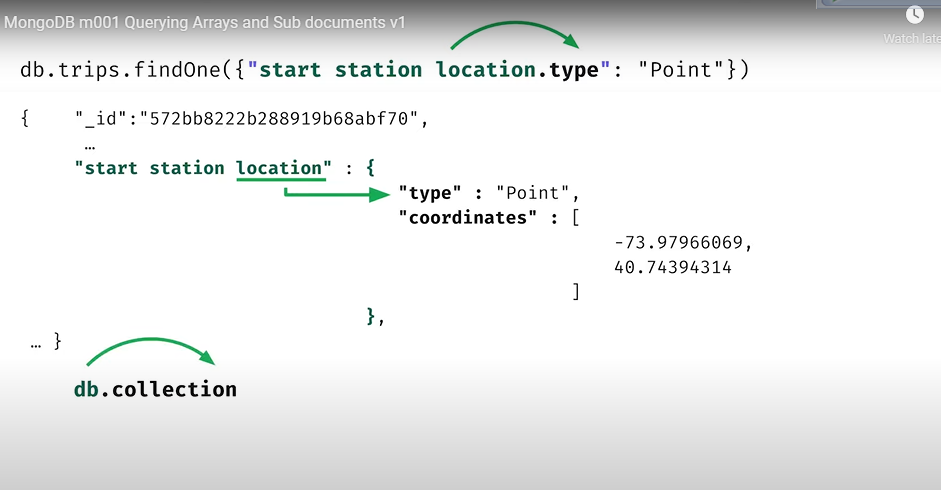 MongoDB m001 Querying Arrays and Sub documents v1
Watch late
db.trips.findOne({"start station location.type": "Point"})
{ "_id":"572bb8222b288919b68abf70",
…
"start station location" : {
"type" : "Point",
"coordinates" : [
-73.97966069,
40.74394314
]
},
… }
db.collection